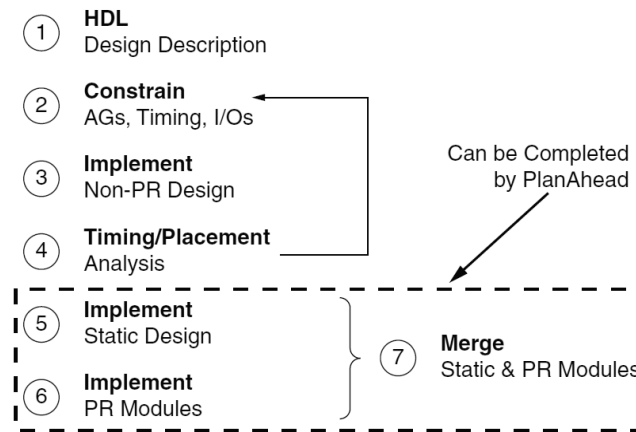 1
HDL
Design Description
2
Constrain
AGs, Timing, I/Os
3
Implement
Non-PR Design
Can be Completed
by PlanAhead
4
Timing/Placement
Analysis
5
Implement
Static Design
6
Implement
PR Modules
7
Merge
Static & PR Modules